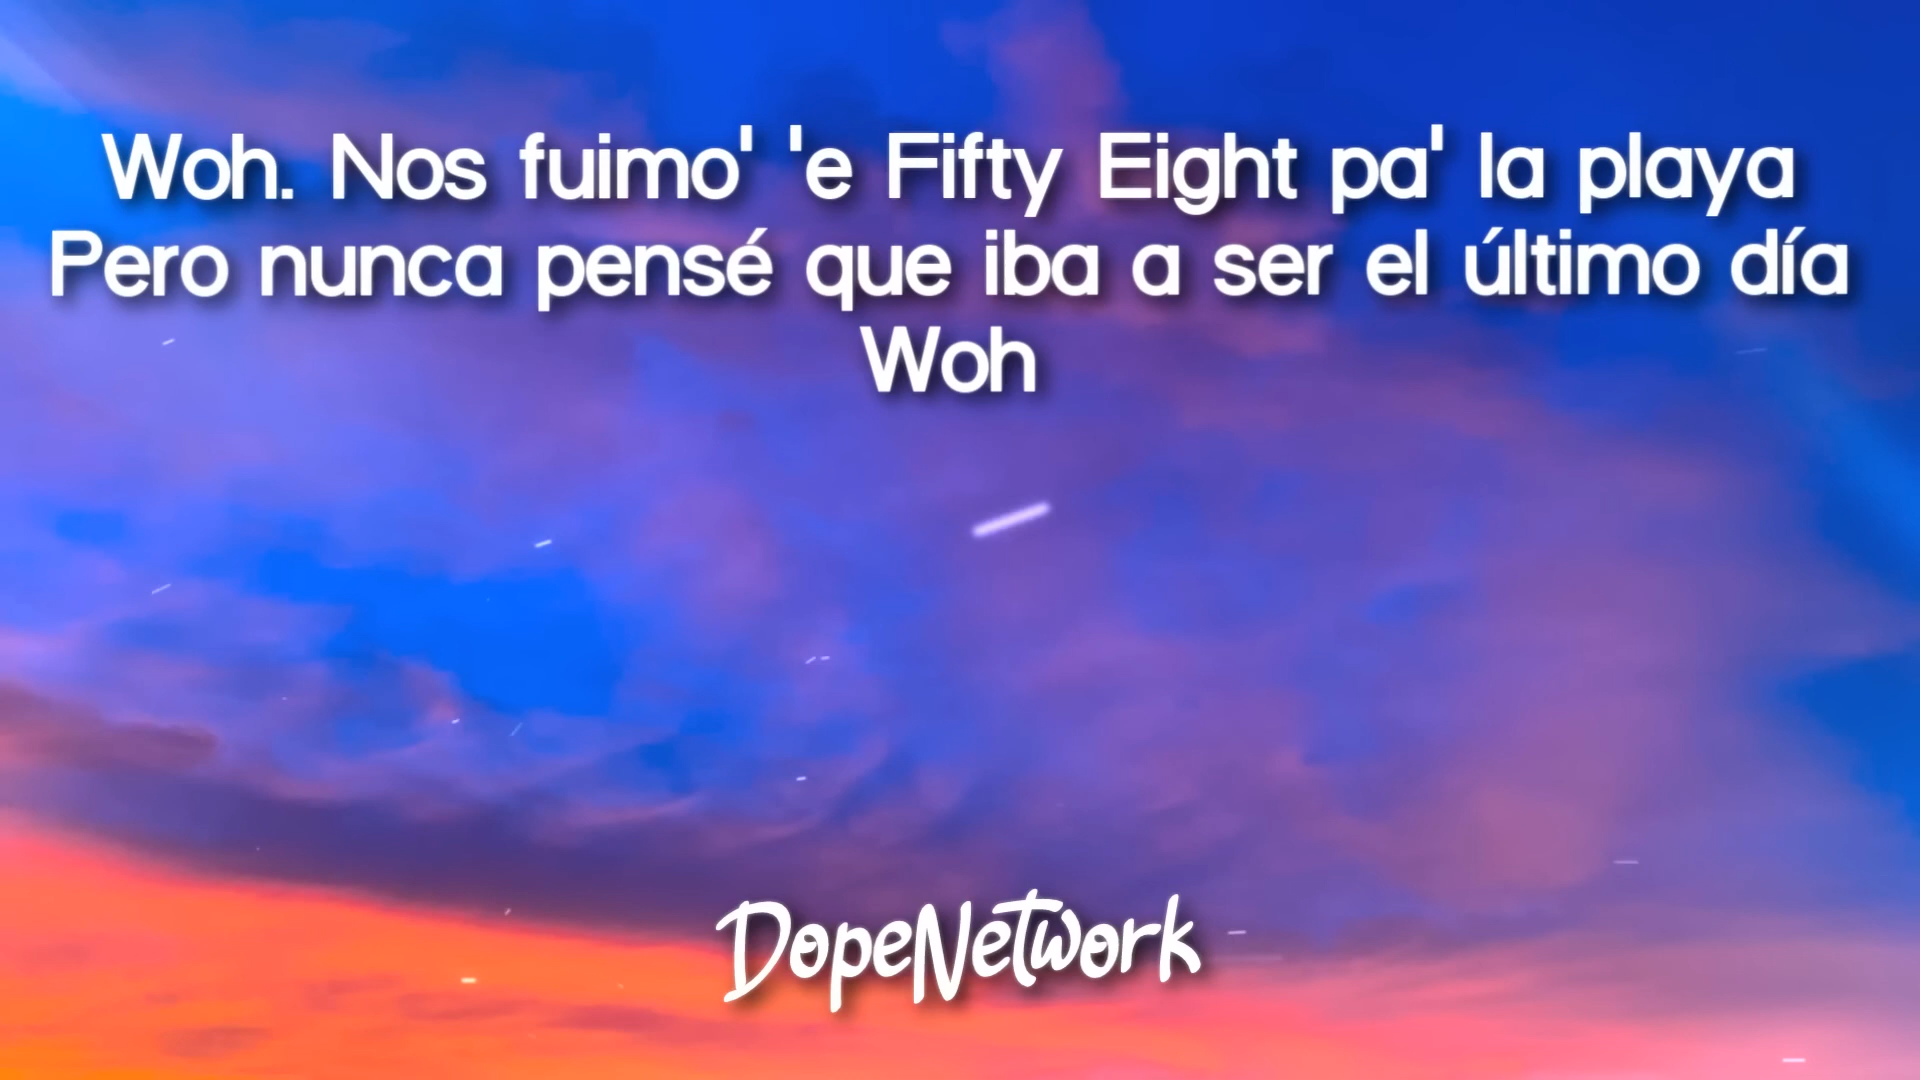 Woh. Nos fuimo' 'e Fifty Eight pa' la playa
Pero nunca pensé que iba a ser el último día
Woh
DopeNetwork